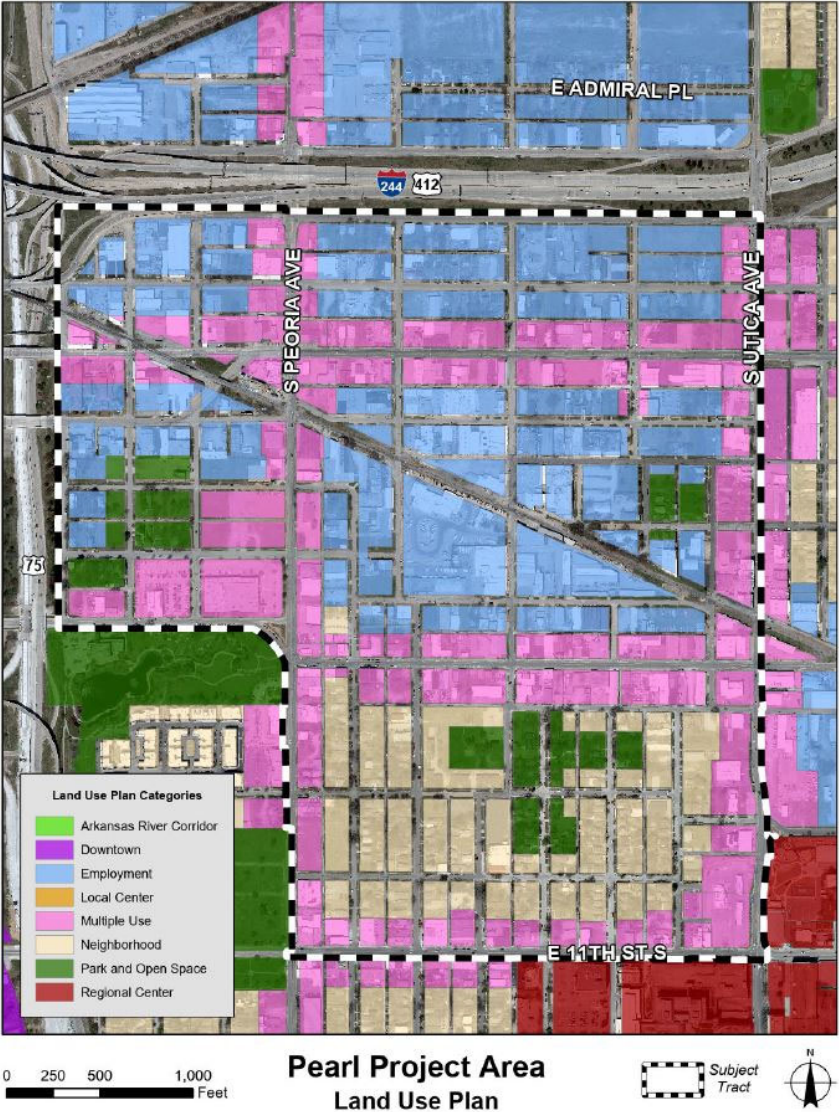 E ADMIRAL PL
244 412
S PEORIA AVE
S UTICA AVE
75
Land Use Plan Categories
Arkansas River Corridor
Downtown
Employment
Local Center
Multiple Use
Neighborhood
Park and Open Space
Regional Center
E 11TH ST S
0 250 500 1,000
Feet
Pearl Project Area
Land Use Plan
Subject
Tract
N